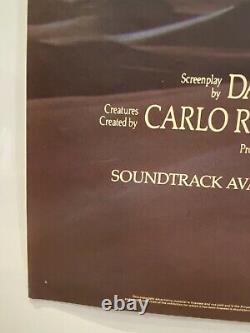 Screenplay
by DA
Creatures
Created by CARLO R
Pr
SOUNDTRACK AVA